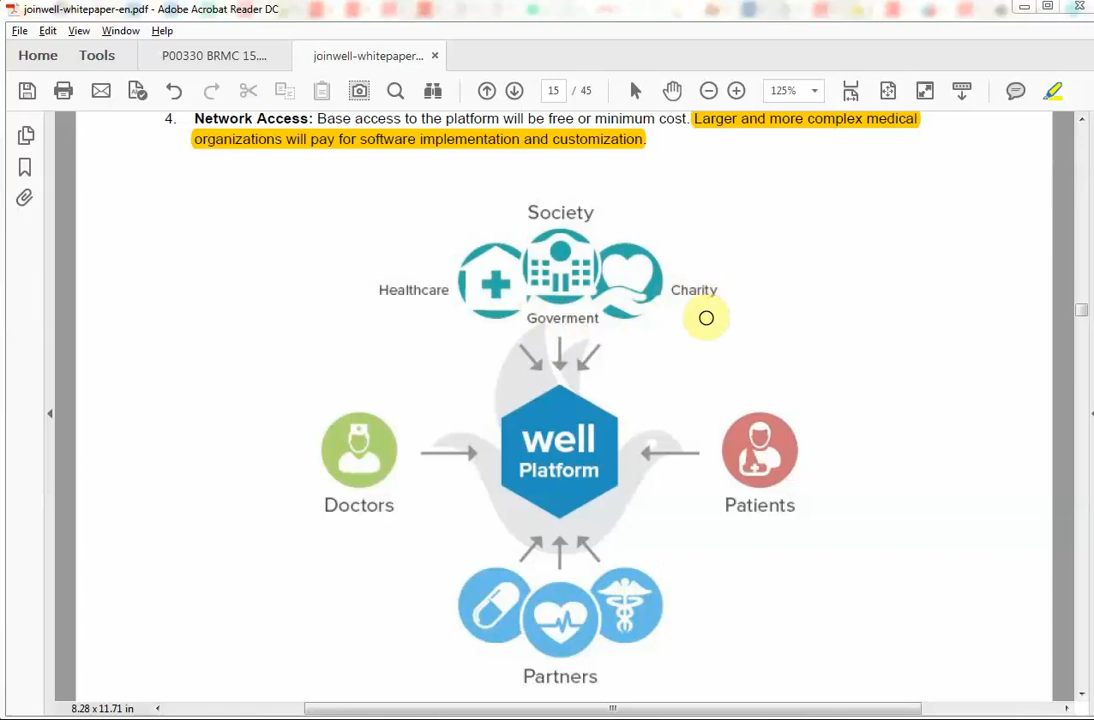 joinwell-whitepaper-en.pdf - Adobe Acrobat Reader DC
File Edit View Window Help
Home Tools P00330 BRMC 15.... joinwell-whitepaper... ×
15 / 45 125%
4. Network Access: Base access to the platform will be free or minimum cost. Larger and more complex medical
organizations will pay for software implementation and customization.
Society
Healthcare Charity
Goverment
well
Platform
Doctors Patients
Partners
8.28 x 11.71 in